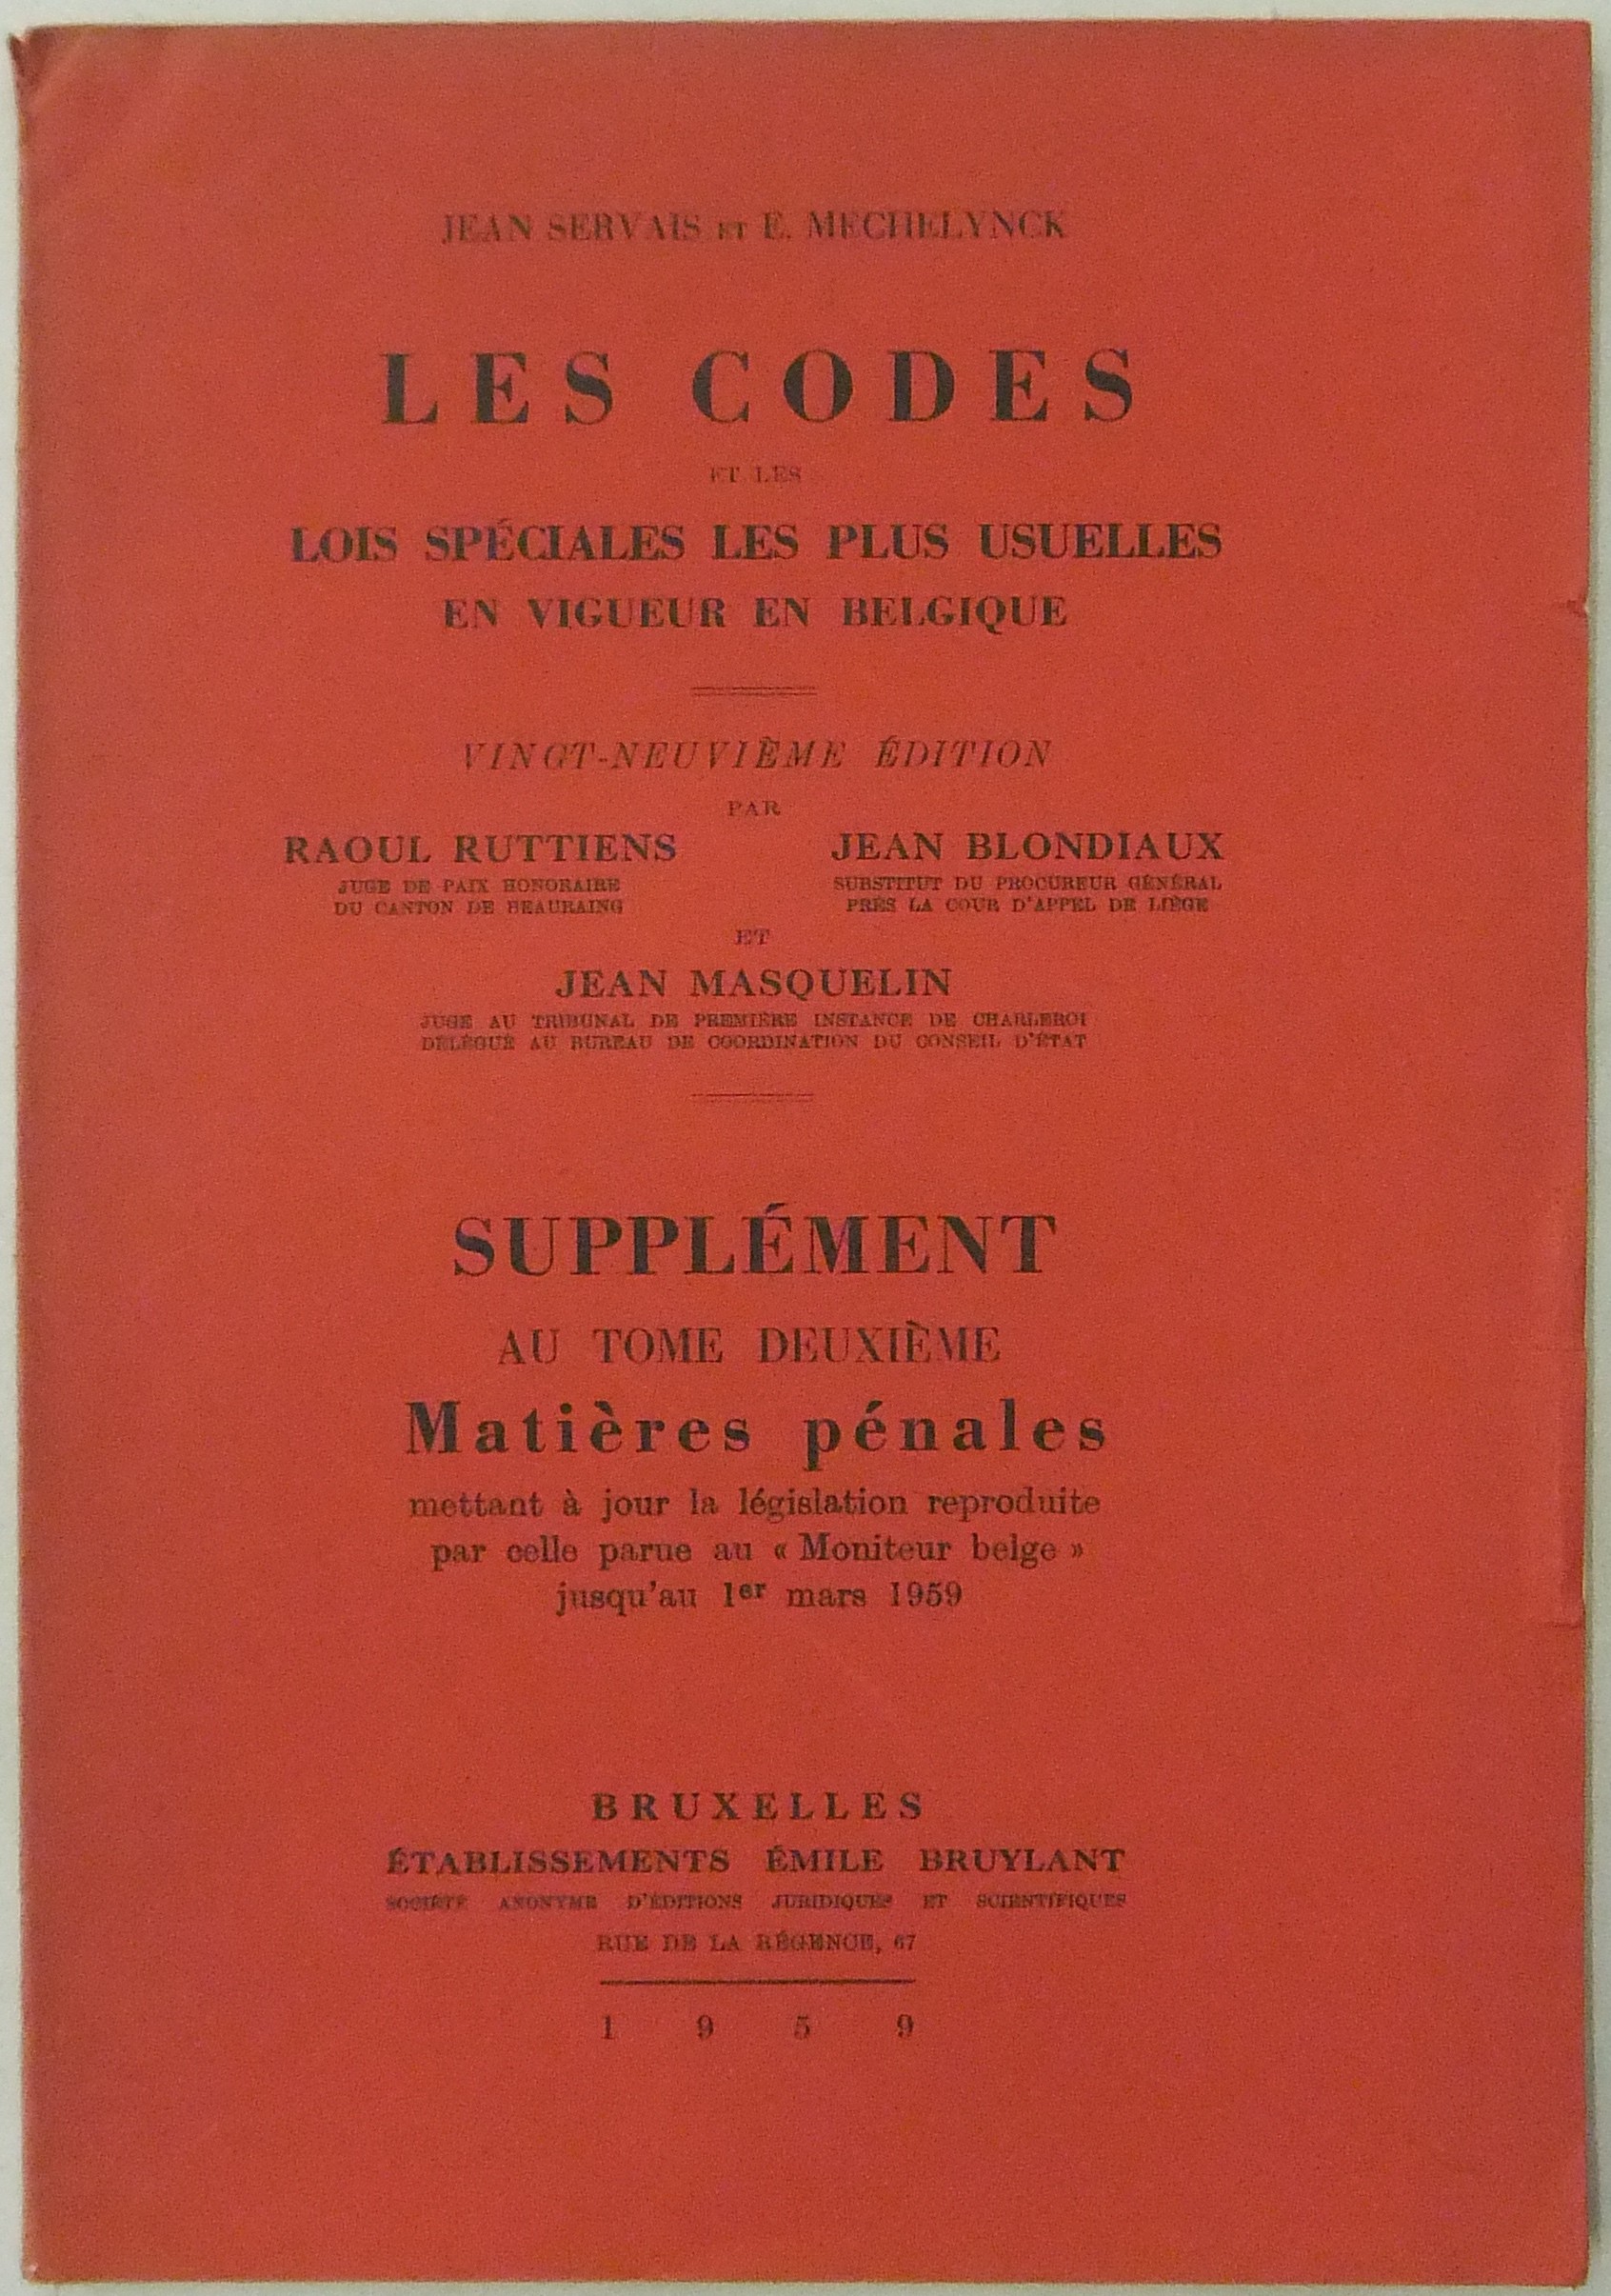 JEAN SERVAIS ET E. MECHELYNCK
LES CODES
ET LES
LOIS SPÉCIALES LES PLUS USUELLES
EN VIGUEUR EN BELGIQUE
VINGT-NEUVIÈME ÉDITION
PAR
RAOUL RUTTIENS
JUGE DE PAIX HONORAIRE
DU CANTON DE BEAURAING
JEAN BLONDIAUX
SUBSTITUT DU PROCUREUR GÉNÉRAL
PRÈS LA COUR D'APPEL DE LIÈGE
ET
JEAN MASQUELIN
JUGE AU TRIBUNAL DE PREMIÈRE INSTANCE DE CHARLEROI
DÉLÉGUÉ AU BUREAU DE COORDINATION DU CONSEIL D'ÉTAT
SUPPLÉMENT
AU TOME DEUXIÈME
Matières pénales
mettant à jour la législation reproduite
par celle parue au « Moniteur belge »
jusqu'au 1er mars 1959
BRUXELLES
ÉTABLISSEMENTS ÉMILE BRUYLANT
SOCIÉTÉ ANONYME D'ÉDITIONS JURIDIQUES ET SCIENTIFIQUES
RUE DE LA RÉGENCE, 67
1 9 5 9